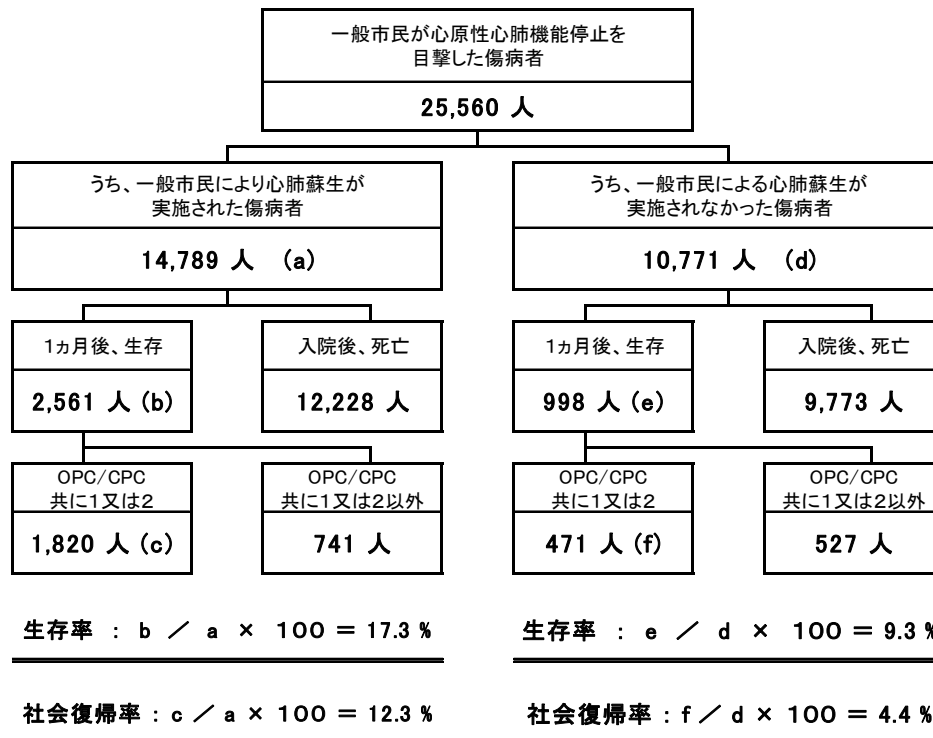 一般市民が心原性心肺機能停止を
目撃した傷病者
25,560 人
うち、一般市民により心肺蘇生が
実施された傷病者
14,789 人 (a)
うち、一般市民による心肺蘇生が
実施されなかった傷病者
10,771 人 (d)
1ヵ月後、生存
2,561 人 (b)
入院後、死亡
12,228 人
1ヵ月後、生存
998 人 (e)
入院後、死亡
9,773 人
OPC/CPC
共に1又は2
1,820 人 (c)
OPC/CPC
共に1又は2以外
741 人
OPC/CPC
共に1又は2
471 人 (f)
OPC/CPC
共に1又は2以外
527 人
生存率 : b / a × 100 = 17.3 %
生存率 : e / d × 100 = 9.3 %
社会復帰率 : c / a × 100 = 12.3 %
社会復帰率 : f / d × 100 = 4.4 %